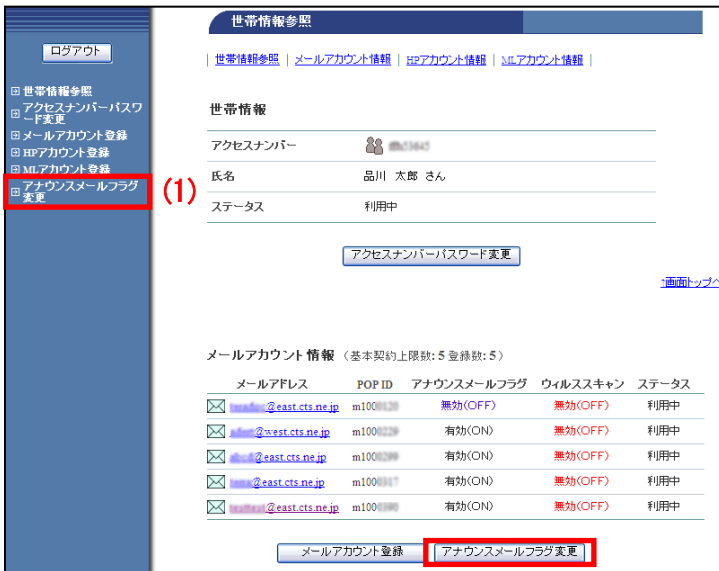 世帯情報参照
ログアウト
| 世帯情報参照 | メールアカウント情報 | HPアカウント情報 | MLアカウント情報 |
世帯情報参照
アクセスナンバーパスワ
ード変更
メールアカウント登録
HPアカウント登録
MLアカウント登録
アナウンスメールフラグ
変更
(1)
世帯情報
アクセスナンバー
氏名 品川 太郎 さん
ステータス 利用中
アクセスナンバーパスワード変更
↑画面トップへ
メールアカウント情報 (基本契約上限数:5 登録数:5)
メールアドレス POP ID アナウンスメールフラグ ウィルススキャン ステータス
@east.cts.ne.jp m100 無効(OFF) 無効(OFF) 利用中
@west.cts.ne.jp m100 有効(ON) 無効(OFF) 利用中
@east.cts.ne.jp m100 有効(ON) 無効(OFF) 利用中
@east.cts.ne.jp m100 有効(ON) 無効(OFF) 利用中
@east.cts.ne.jp m100 有効(ON) 無効(OFF) 利用中
メールアカウント登録 アナウンスメールフラグ変更